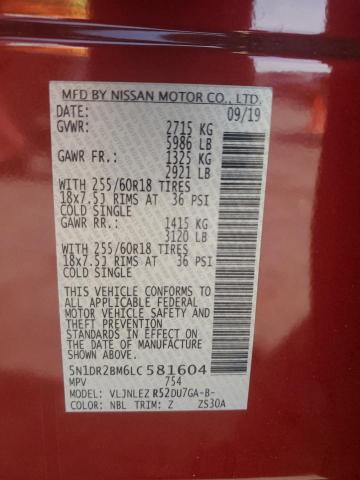 MFD BY NISSAN MOTOR CO., LTD.
DATE: 09/19
GVWR: 2715 KG
5986 LB
GAWR FR.: 1325 KG
2921 LB
WITH 255/60R18 TIRES
18x7.5J RIMS AT 36 PSI
COLD SINGLE
GAWR RR.: 1415 KG
3120 LB
WITH 255/60R18 TIRES
18x7.5J RIMS AT 36 PSI
COLD SINGLE
THIS VEHICLE CONFORMS TO
ALL APPLICABLE FEDERAL
MOTOR VEHICLE SAFETY AND
THEFT PREVENTION
STANDARDS IN EFFECT ON
THE DATE OF MANUFACTURE
SHOWN ABOVE.
5N1DR2BM6LC581604
MPV 754
MODEL: VLJNLEZ R52DU7GA-B-
COLOR: NBL TRIM: Z ZS30A